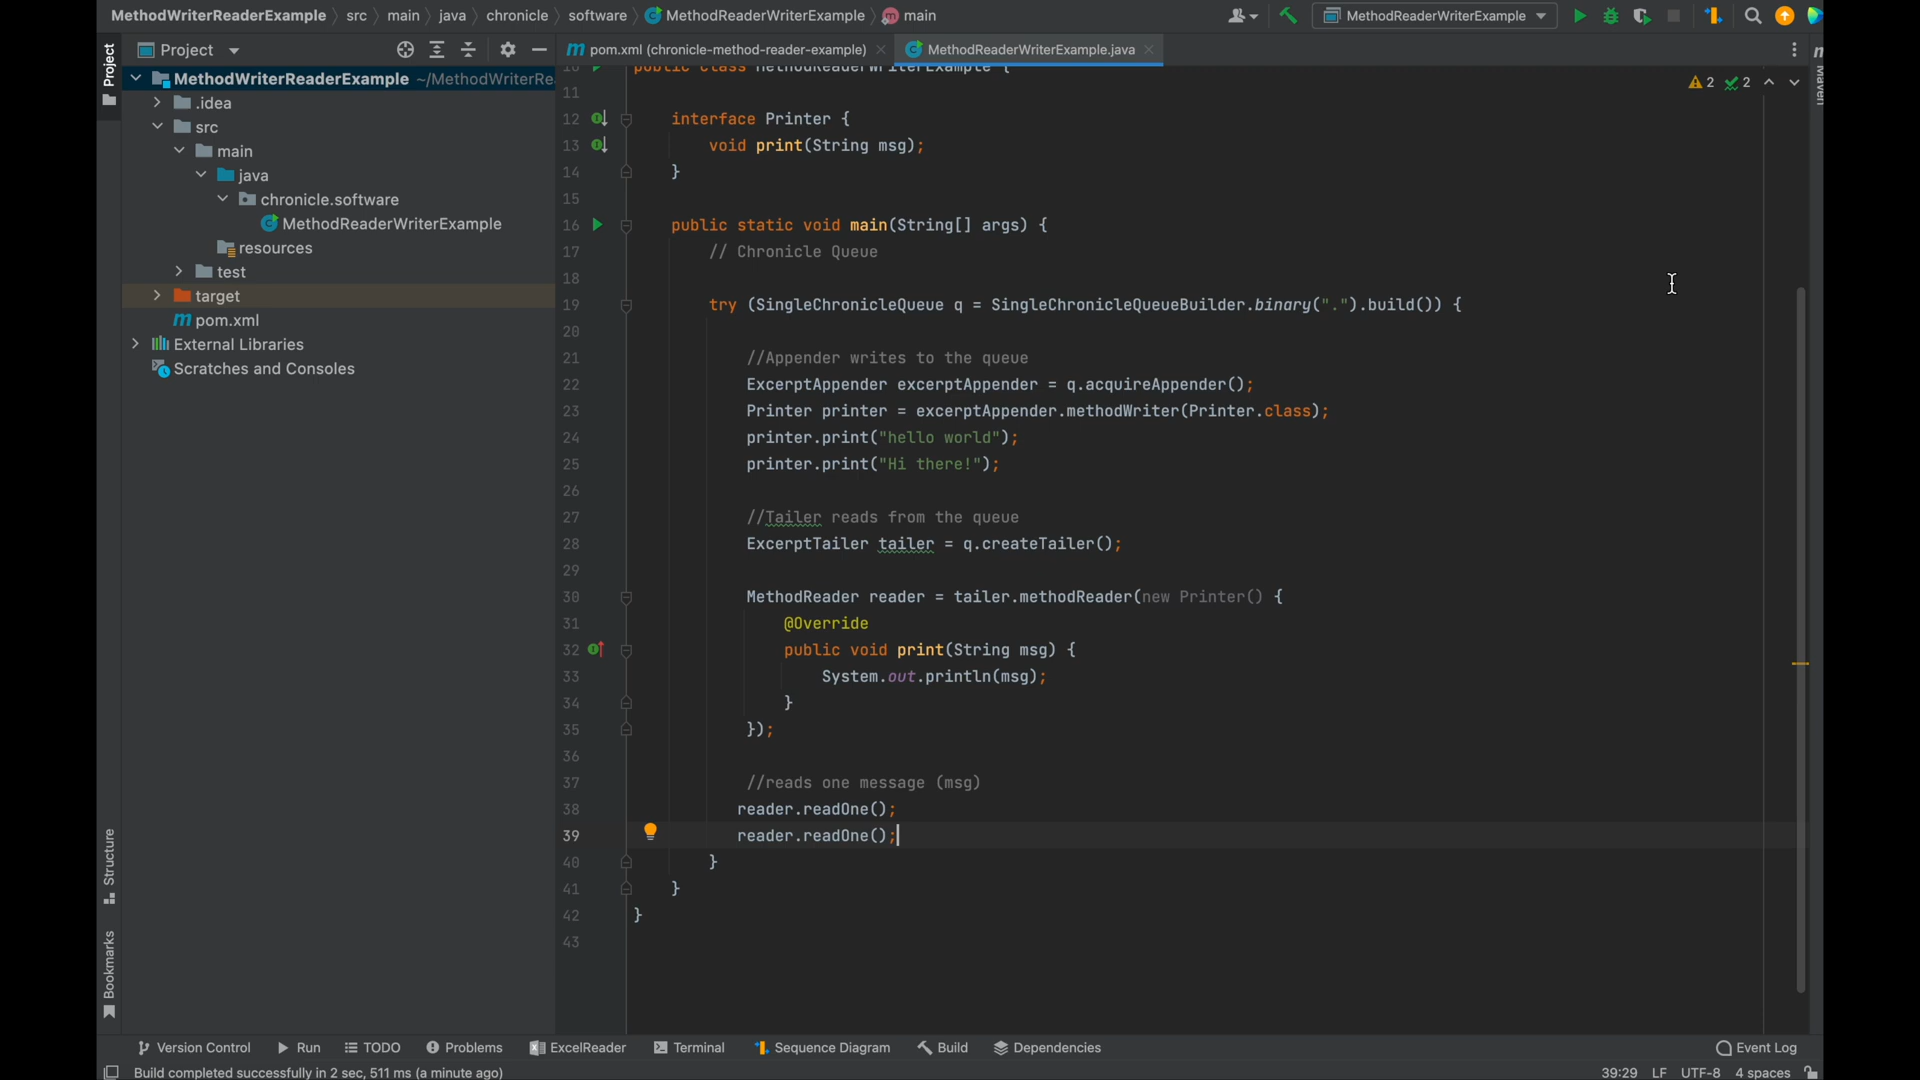 MethodWriterReaderExample src main java chronicle software MethodReaderWriterExample main
MethodReaderWriterExample
Project
pom.xml (chronicle-method-reader-example)
MethodReaderWriterExample.java
Project
Maven
MethodWriterReaderExample ~/MethodWriterRe
.idea
src
main
java
chronicle.software
MethodReaderWriterExample
resources
test
target
pom.xml
External Libraries
Scratches and Consoles
2 2
10 public class MethodReaderWriterExample {
11
12 interface Printer {
13 void print(String msg);
14 }
15
16 public static void main(String[] args) {
17 // Chronicle Queue
18
19 try (SingleChronicleQueue q = SingleChronicleQueueBuilder.binary(".").build()) {
20
21 //Appender writes to the queue
22 ExcerptAppender excerptAppender = q.acquireAppender();
23 Printer printer = excerptAppender.methodWriter(Printer.class);
24 printer.print("hello world");
25 printer.print("Hi there!");
26
27 //Tailer reads from the queue
28 ExcerptTailer tailer = q.createTailer();
29
30 MethodReader reader = tailer.methodReader(new Printer() {
31 @Override
32 public void print(String msg) {
33 System.out.println(msg);
34 }
35 });
36
37 //reads one message (msg)
38 reader.readOne();
39 reader.readOne();
40 }
41 }
42 }
43
Structure
Bookmarks
Version Control Run TODO Problems ExcelReader Terminal Sequence Diagram Build Dependencies Event Log
Build completed successfully in 2 sec, 511 ms (a minute ago) 39:29 LF UTF-8 4 spaces